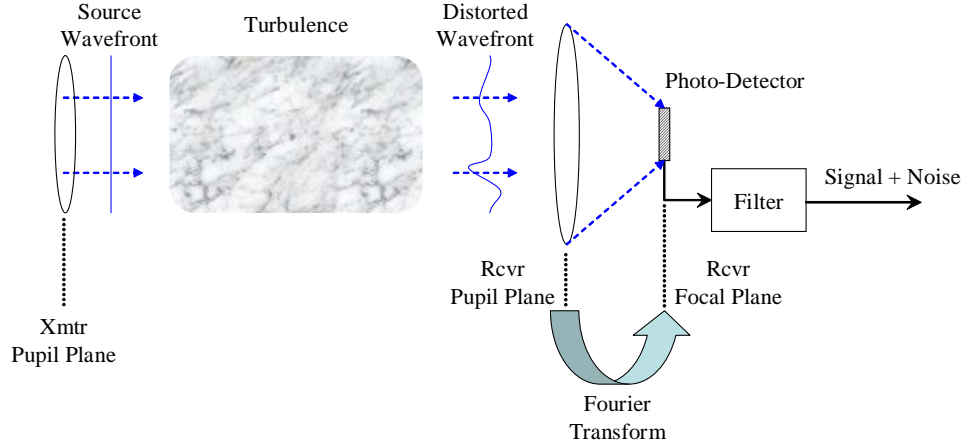 Source
Wavefront
Turbulence
Distorted
Wavefront
Photo-Detector
Filter
Signal + Noise
Xmtr
Pupil Plane
Rcvr
Pupil Plane
Rcvr
Focal Plane
Fourier
Transform